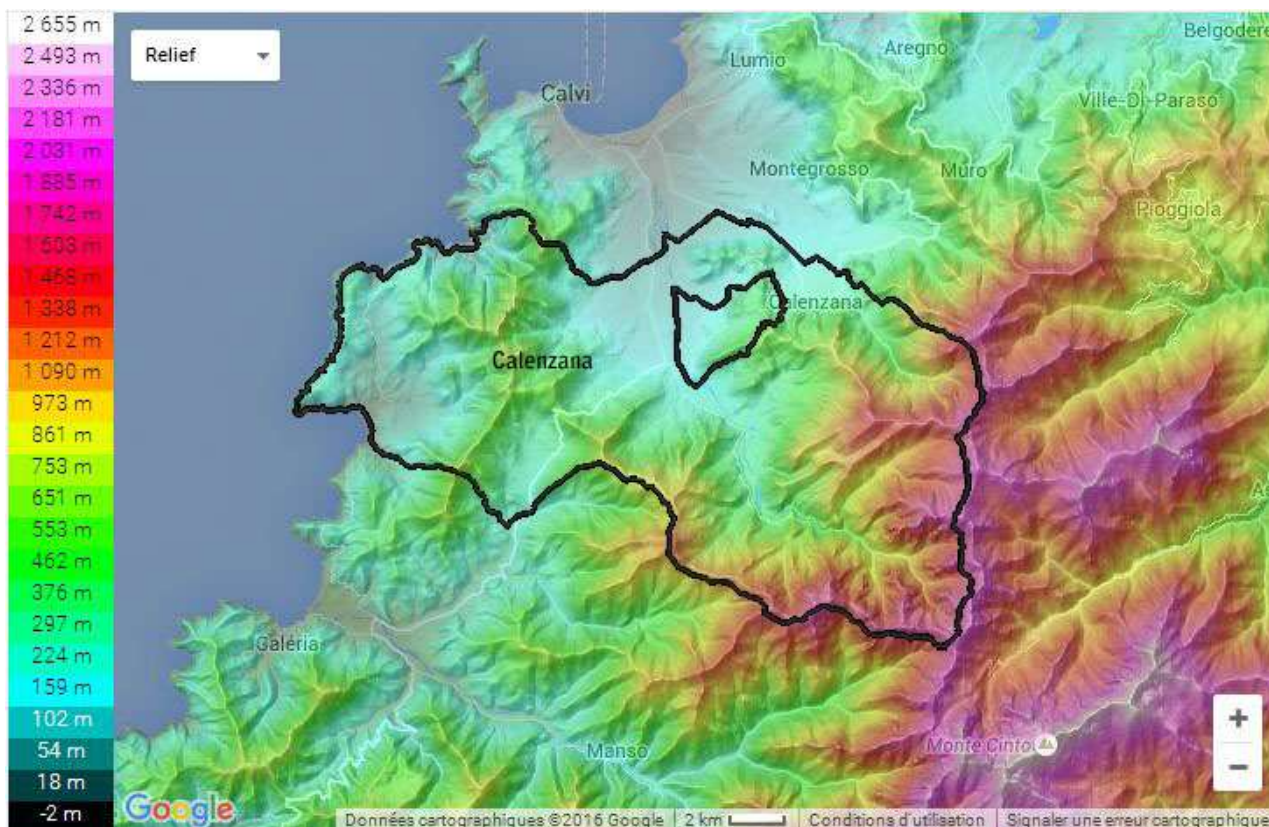 2 655 m
2 493 m
2 336 m
2 181 m
2 031 m
1 885 m
1 742 m
1 603 m
1 468 m
1 338 m
1 212 m
1 090 m
973 m
861 m
753 m
651 m
553 m
462 m
376 m
297 m
224 m
159 m
102 m
54 m
18 m
-2 m
Relief
Belgodere
Aregno
Lumio
Calvi
Ville-Di-Paraso
Montegrosso
Muro
Pioggiola
Calenzana
Calenzana
Galéria
Manso
Monte Cinto
+
−
Google
Données cartographiques ©2016 Google
2 km
Conditions d'utilisation
Signaler une erreur cartographique